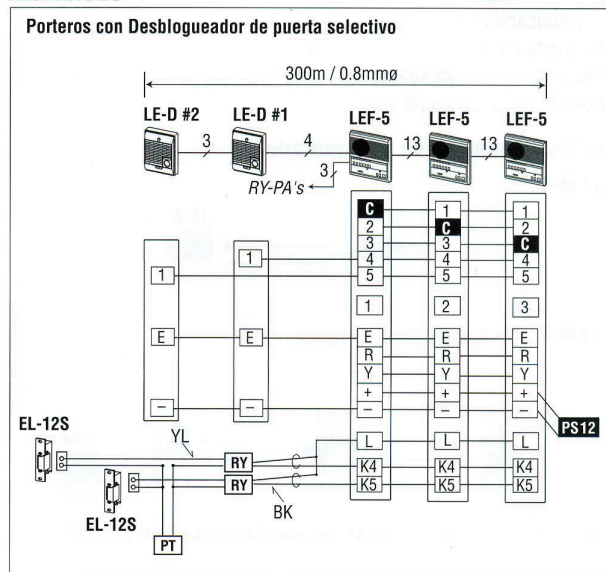 Porteros con Desbloqueador de puerta selectivo
300m / 0.8mmø
LE-D #2 LE-D #1 LEF-5 LEF-5 LEF-5
3 4 13 13
3
RY-PA's
C 1 1
2 C 2
3 3 C
1 4 4 4
1 5 5 5
1 2 3
E E E E E
R R R
Y Y Y
+ + +
– – – – –
PS12
EL-12S
YL
L L L
RY K4 K4 K4
RY K5 K5 K5
BK
EL-12S
PT